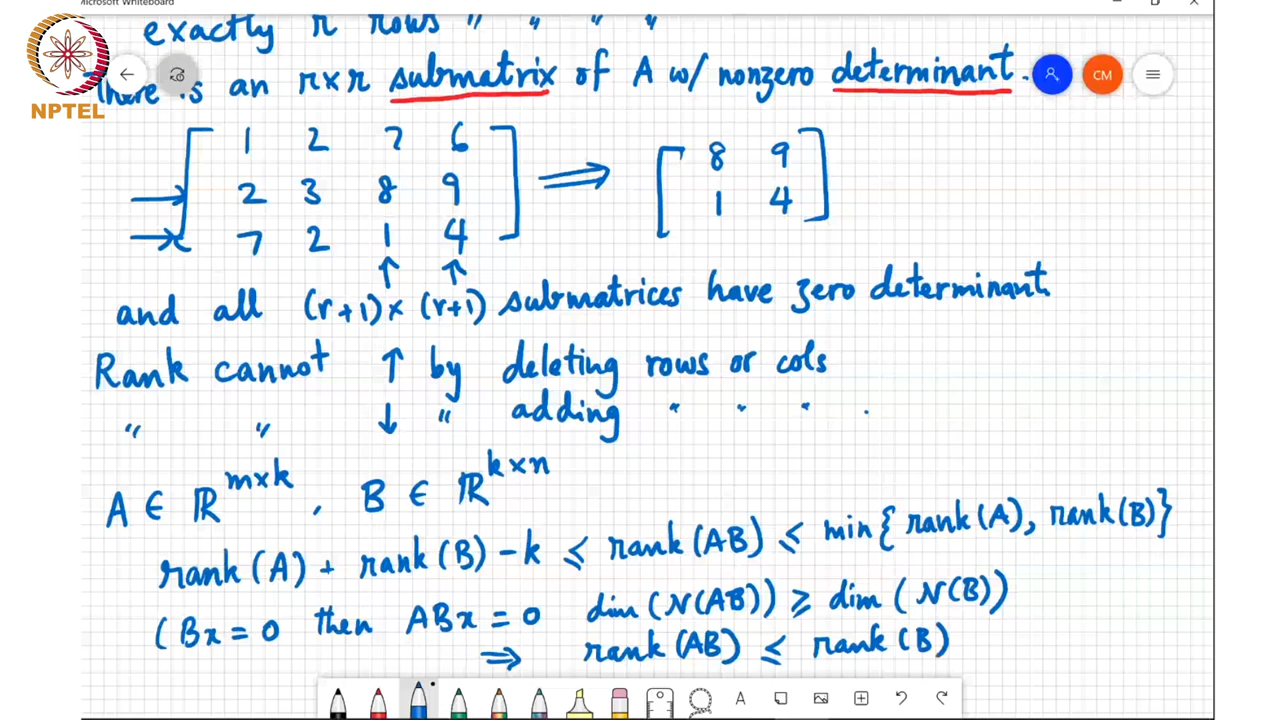 Microsoft Whiteboard
exactly r rows " " " "
There is an r×r submatrix of A w/ nonzero determinant.
NPTEL
CM
1 2 7 6
2 3 8 9
7 2 1 4
⟹
8 9
1 4
and all (r+1)×(r+1) submatrices have zero determinant.
Rank cannot ↑ by deleting rows or cols
" " ↓ " adding " " " .
A ∈ ℝ^{m×k}, B ∈ ℝ^{k×n}
rank(A) + rank(B) - k ≤ rank(AB) ≤ min{rank(A), rank(B)}
(Bx = 0 then ABx = 0 dim(N(AB)) ≥ dim(N(B))
⟹ rank(AB) ≤ rank(B)
A